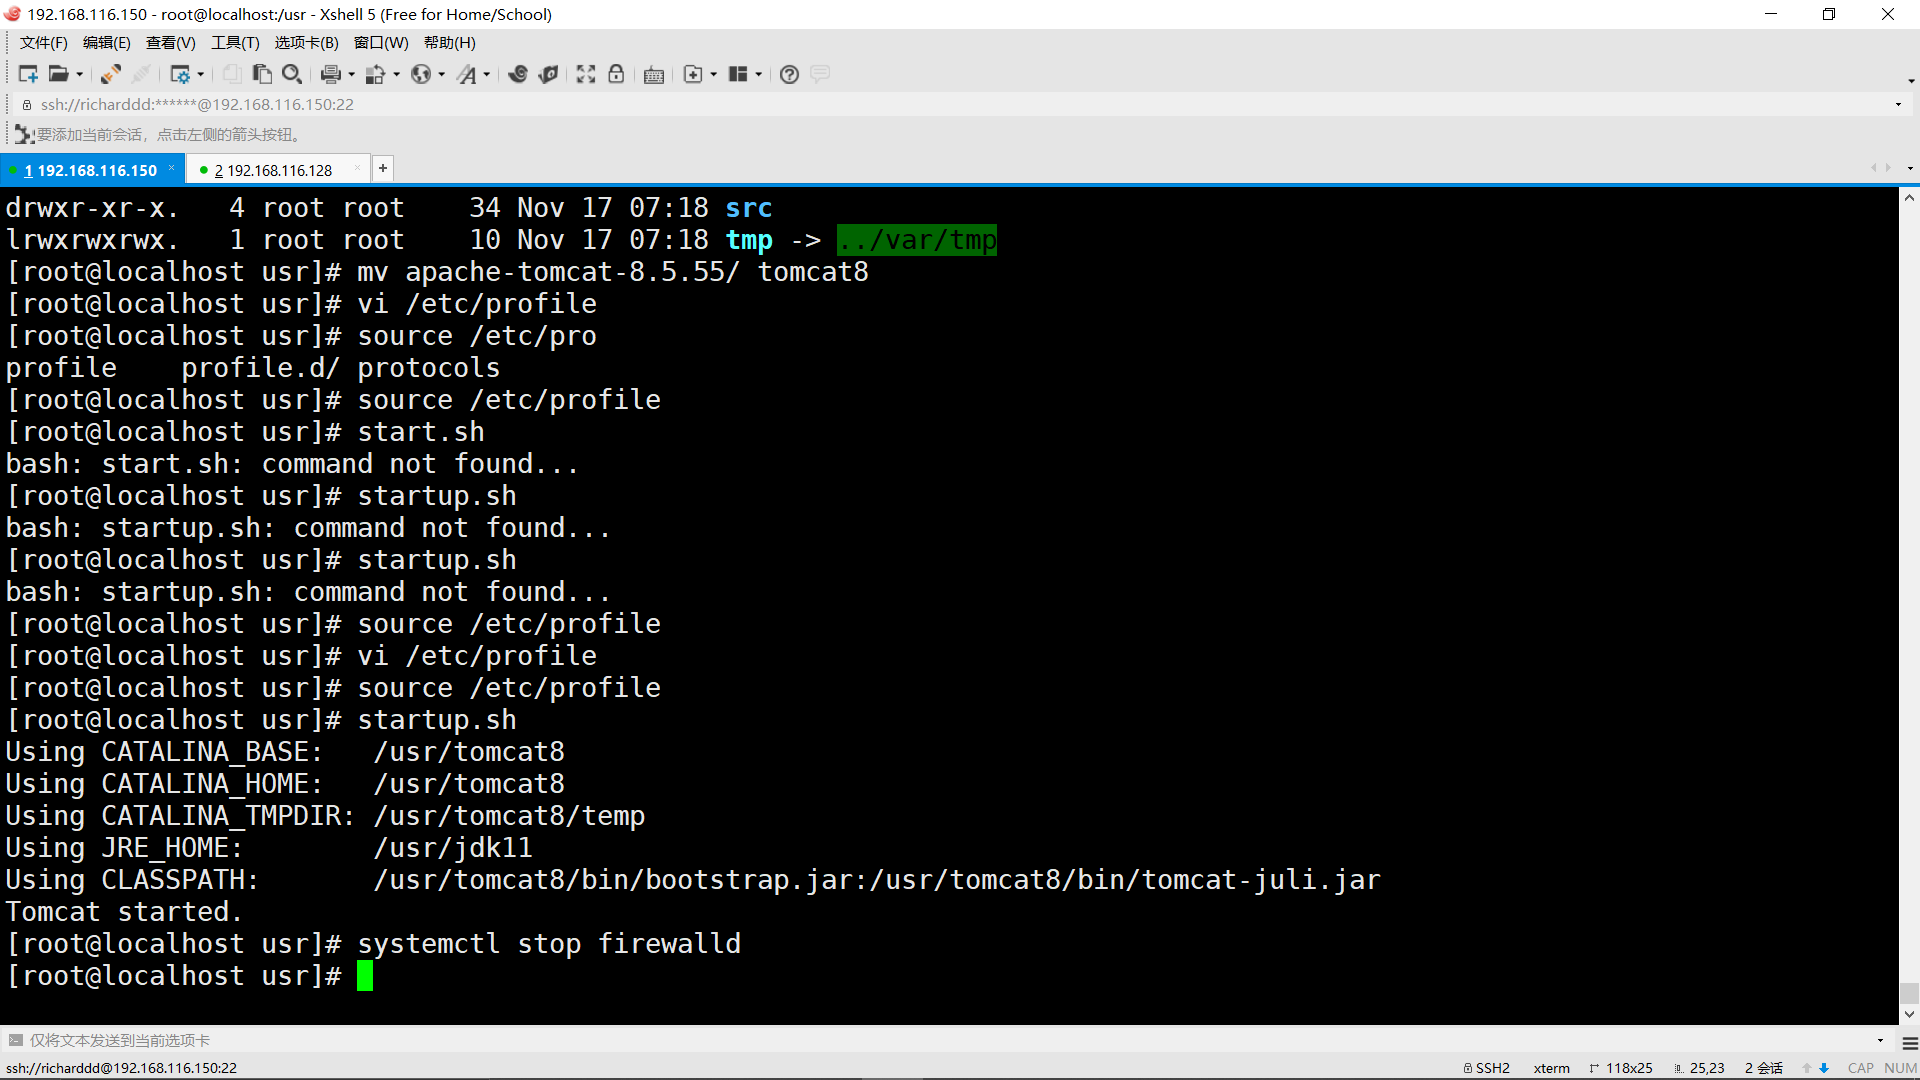 192.168.116.150 - root@localhost:/usr - Xshell 5 (Free for Home/School)
文件(F) 编辑(E) 查看(V) 工具(T) 选项卡(B) 窗口(W) 帮助(H)
ssh://richarddd:******@192.168.116.150:22
要添加当前会话，点击左侧的箭头按钮。
1 192.168.116.150 × 2 192.168.116.128 × +
drwxr-xr-x.   4 root root    34 Nov 17 07:18 src
lrwxrwxrwx.   1 root root    10 Nov 17 07:18 tmp -> ../var/tmp
[root@localhost usr]# mv apache-tomcat-8.5.55/ tomcat8
[root@localhost usr]# vi /etc/profile
[root@localhost usr]# source /etc/pro
profile    profile.d/ protocols
[root@localhost usr]# source /etc/profile
[root@localhost usr]# start.sh
bash: start.sh: command not found...
[root@localhost usr]# startup.sh
bash: startup.sh: command not found...
[root@localhost usr]# startup.sh
bash: startup.sh: command not found...
[root@localhost usr]# source /etc/profile
[root@localhost usr]# vi /etc/profile
[root@localhost usr]# source /etc/profile
[root@localhost usr]# startup.sh
Using CATALINA_BASE:   /usr/tomcat8
Using CATALINA_HOME:   /usr/tomcat8
Using CATALINA_TMPDIR: /usr/tomcat8/temp
Using JRE_HOME:        /usr/jdk11
Using CLASSPATH:       /usr/tomcat8/bin/bootstrap.jar:/usr/tomcat8/bin/tomcat-juli.jar
Tomcat started.
[root@localhost usr]# systemctl stop firewalld
[root@localhost usr]#
仅将文本发送到当前选项卡
ssh://richarddd@192.168.116.150:22 SSH2 xterm 118x25 25,23 2 会话 CAP NUM